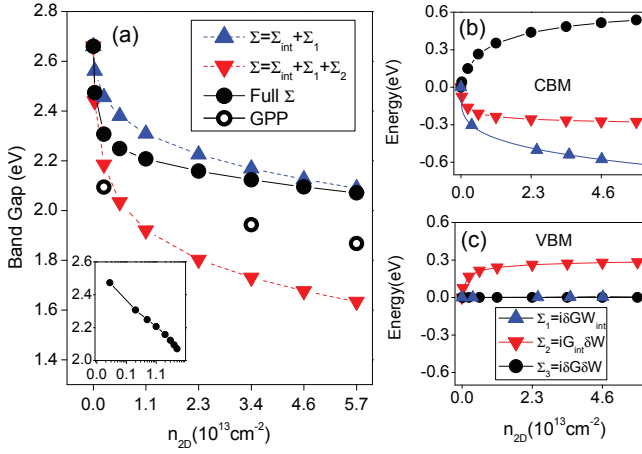 (a)
Σ=Σint+Σ1
Σ=Σint+Σ1+Σ2
Full Σ
GPP
Band Gap (eV)
2.8
2.6
2.4
2.2
2.0
1.8
1.6
1.4
2.6
2.4
2.2
2.0
0.0 0.1 1.1
0.0 1.1 2.3 3.4 4.6 5.7
n2D(10^13cm^-2)
(b)
CBM
Energy(eV)
0.6
0.3
0.0
-0.3
-0.6
0.0 2.3 4.6
(c)
VBM
Energy(eV)
0.6
0.3
0.0
-0.3
-0.6
Σ1=iδGWint
Σ2=iGintδW
Σ3=iδGδW
0.0 2.3 4.6
n2D(10^13cm^-2)